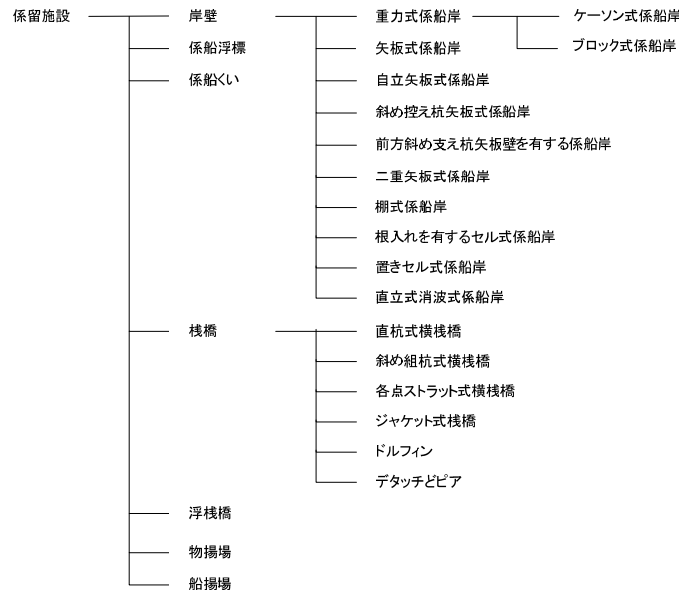 係留施設
岸壁
重力式係船岸
ケーソン式係船岸
係船浮標
矢板式係船岸
ブロック式係船岸
係船くい
自立矢板式係船岸
斜め控え杭矢板式係船岸
前方斜め支え杭矢板壁を有する係船岸
二重矢板式係船岸
棚式係船岸
根入れを有するセル式係船岸
置きセル式係船岸
直立式消波式係船岸
桟橋
直杭式横桟橋
斜め組杭式横桟橋
各点ストラット式横桟橋
ジャケット式桟橋
ドルフィン
デタッチどピア
浮桟橋
物揚場
船揚場